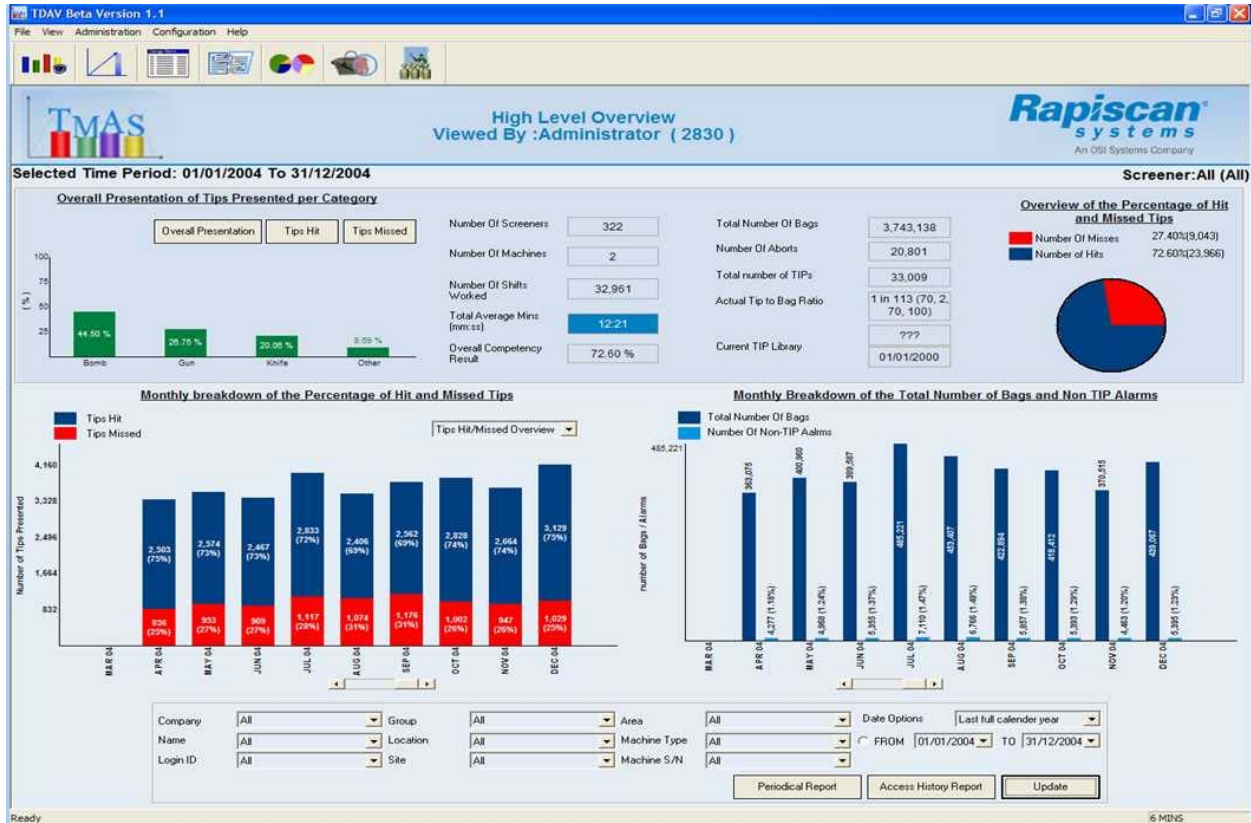 TDAV Beta Version 1.1
File View Administration Configuration Help
TMAS
High Level Overview
Viewed By :Administrator ( 2830 )
Rapiscan
systems
An OSI Systems Company
Selected Time Period: 01/01/2004 To 31/12/2004
Screener:All (All)
Overall Presentation of Tips Presented per Category
Overall Presentation Tips Hit Tips Missed
100
75
50
25
( % )
44.50 %
26.75 %
20.06 %
8.69 %
Bomb Gun Knife Other
Number Of Screeners 322
Number Of Machines 2
Number Of Shifts
Worked 32,961
Total Average Mins
(mm:ss) 12:21
Overall Competency
Result 72.60 %
Total Number Of Bags 3,743,138
Number Of Aborts 20,801
Total number of TIPs 33,009
Actual Tip to Bag Ratio 1 in 113 (70, 2,
70, 100)
Current TIP Library ???
01/01/2000
Overview of the Percentage of Hit
and Missed Tips
Number Of Misses 27.40%(9,043)
Number of Hits 72.60%(23,966)
Monthly breakdown of the Percentage of Hit and Missed Tips
Tips Hit
Tips Missed
Tips Hit/Missed Overview
4,160
3,328
2,496
1,664
832
Number of Tips Presented
2,503
(75%)
2,574
(73%)
2,467
(73%)
2,833
(72%)
2,406
(69%)
2,562
(69%)
2,828
(74%)
2,664
(74%)
3,129
(75%)
836
(25%)
953
(27%)
909
(27%)
1,117
(28%)
1,074
(31%)
1,176
(31%)
1,002
(26%)
947
(26%)
1,029
(25%)
MAR 04 APR 04 MAY 04 JUN 04 JUL 04 AUG 04 SEP 04 OCT 04 NOV 04 DEC 04
Monthly Breakdown of the Total Number of Bags and Non TIP Alarms
Total Number Of Bags
Number Of Non-TIP Aalrms
485,221
number of Bags / Alarms
363,075
4,277 (1.18%)
400,960
4,968 (1.24%)
389,587
5,355 (1.37%)
485,221
7,110 (1.47%)
453,407
6,766 (1.49%)
422,894
(1.38%)
418,412
5,393 (1.29%)
370,515
4,463 (1.20%)
439,067
5,395 (1.23%)
MAR 04 APR 04 MAY 04 JUN 04 JUL 04 AUG 04 SEP 04 OCT 04 NOV 04 DEC 04
Company All Group All Area All Date Options Last full calender year
Name All Location All Machine Type All FROM 01/01/2004 TO 31/12/2004
Login ID All Site All Machine S/N All
Periodical Report Access History Report Update
Ready 6 MINS